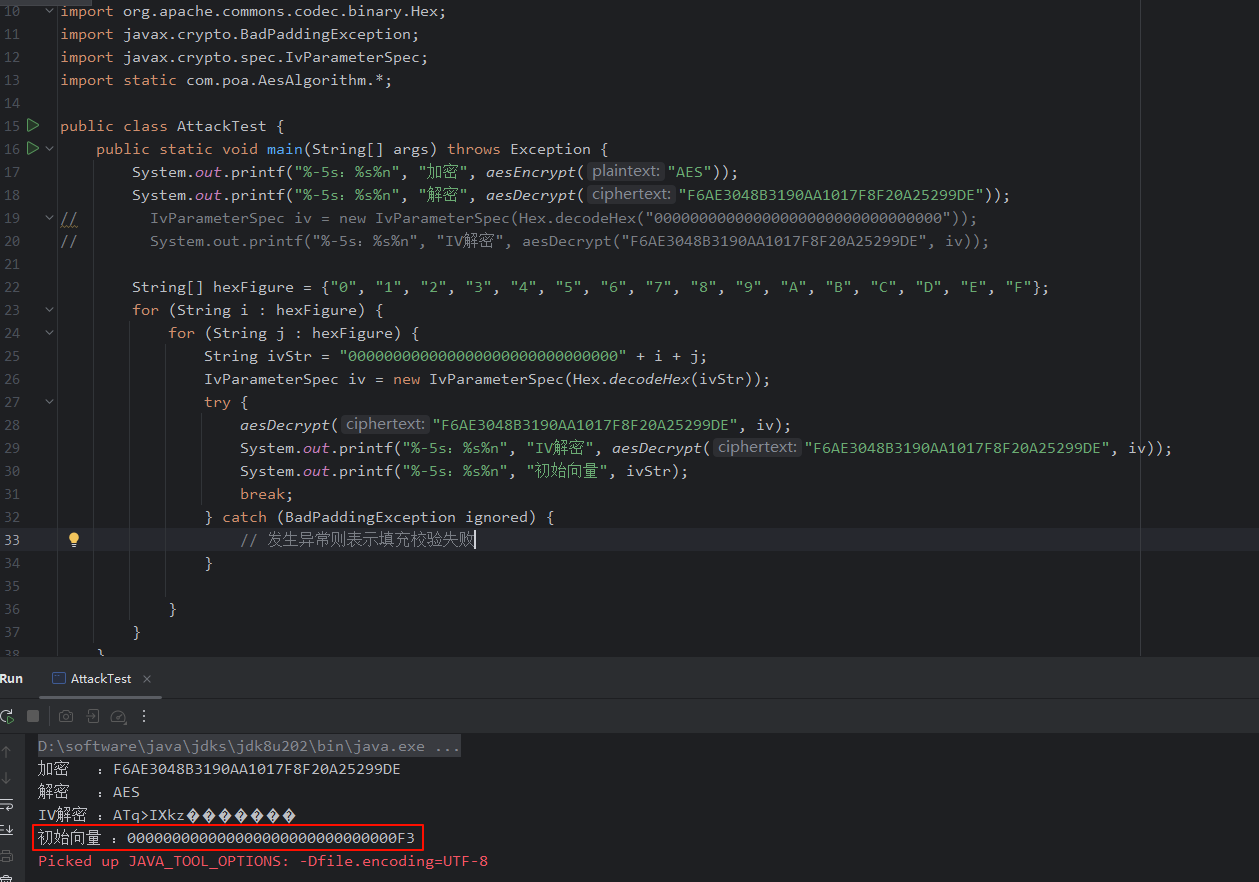 10 import org.apache.commons.codec.binary.Hex;
11 import javax.crypto.BadPaddingException;
12 import javax.crypto.spec.IvParameterSpec;
13 import static com.poa.AesAlgorithm.*;
14
15 public class AttackTest {
16 public static void main(String[] args) throws Exception {
17 System.out.printf("%-5s：%s%n", "加密", aesEncrypt( plaintext: "AES"));
18 System.out.printf("%-5s：%s%n", "解密", aesDecrypt( ciphertext: "F6AE3048B3190AA1017F8F20A25299DE"));
19 // IvParameterSpec iv = new IvParameterSpec(Hex.decodeHex("00000000000000000000000000000000"));
20 // System.out.printf("%-5s：%s%n", "IV解密", aesDecrypt("F6AE3048B3190AA1017F8F20A25299DE", iv));
21
22 String[] hexFigure = {"0", "1", "2", "3", "4", "5", "6", "7", "8", "9", "A", "B", "C", "D", "E", "F"};
23 for (String i : hexFigure) {
24 for (String j : hexFigure) {
25 String ivStr = "000000000000000000000000000000" + i + j;
26 IvParameterSpec iv = new IvParameterSpec(Hex.decodeHex(ivStr));
27 try {
28 aesDecrypt( ciphertext: "F6AE3048B3190AA1017F8F20A25299DE", iv);
29 System.out.printf("%-5s：%s%n", "IV解密", aesDecrypt( ciphertext: "F6AE3048B3190AA1017F8F20A25299DE", iv));
30 System.out.printf("%-5s：%s%n", "初始向量", ivStr);
31 break;
32 } catch (BadPaddingException ignored) {
33 // 发生异常则表示填充校验失败
34 }
35
36 }
37 }
38 }
Run AttackTest
D:\software\java\jdks\jdk8u202\bin\java.exe ...
加密 ：F6AE3048B3190AA1017F8F20A25299DE
解密 ：AES
IV解密 ：ATq>IXkz�������
初始向量 ：000000000000000000000000000000F3
Picked up JAVA_TOOL_OPTIONS: -Dfile.encoding=UTF-8